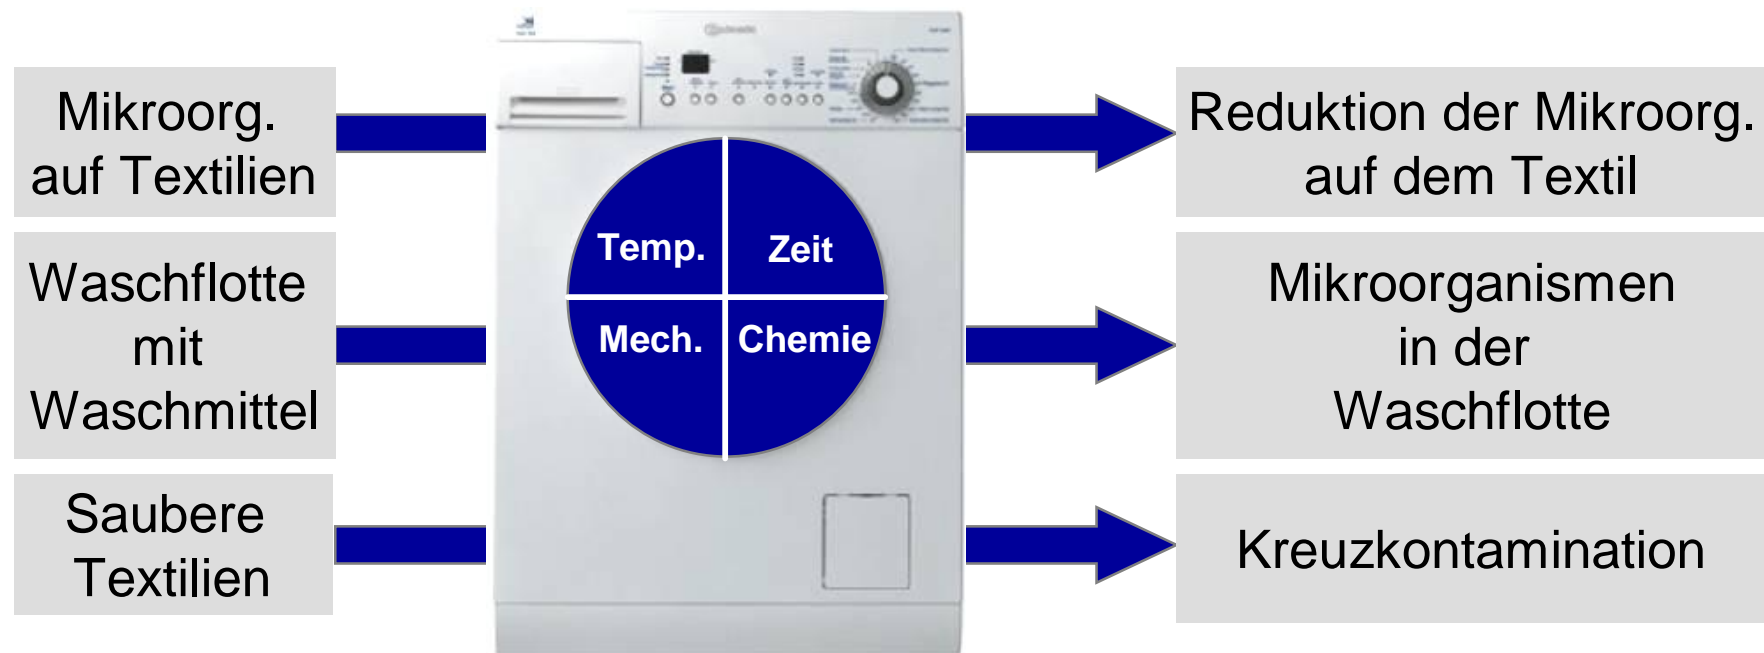 Mikroorg.
auf Textilien
Waschflotte
mit
Waschmittel
Saubere
Textilien
Temp.
Zeit
Mech.
Chemie
Reduktion der Mikroorg.
auf dem Textil
Mikroorganismen
in der
Waschflotte
Kreuzkontamination